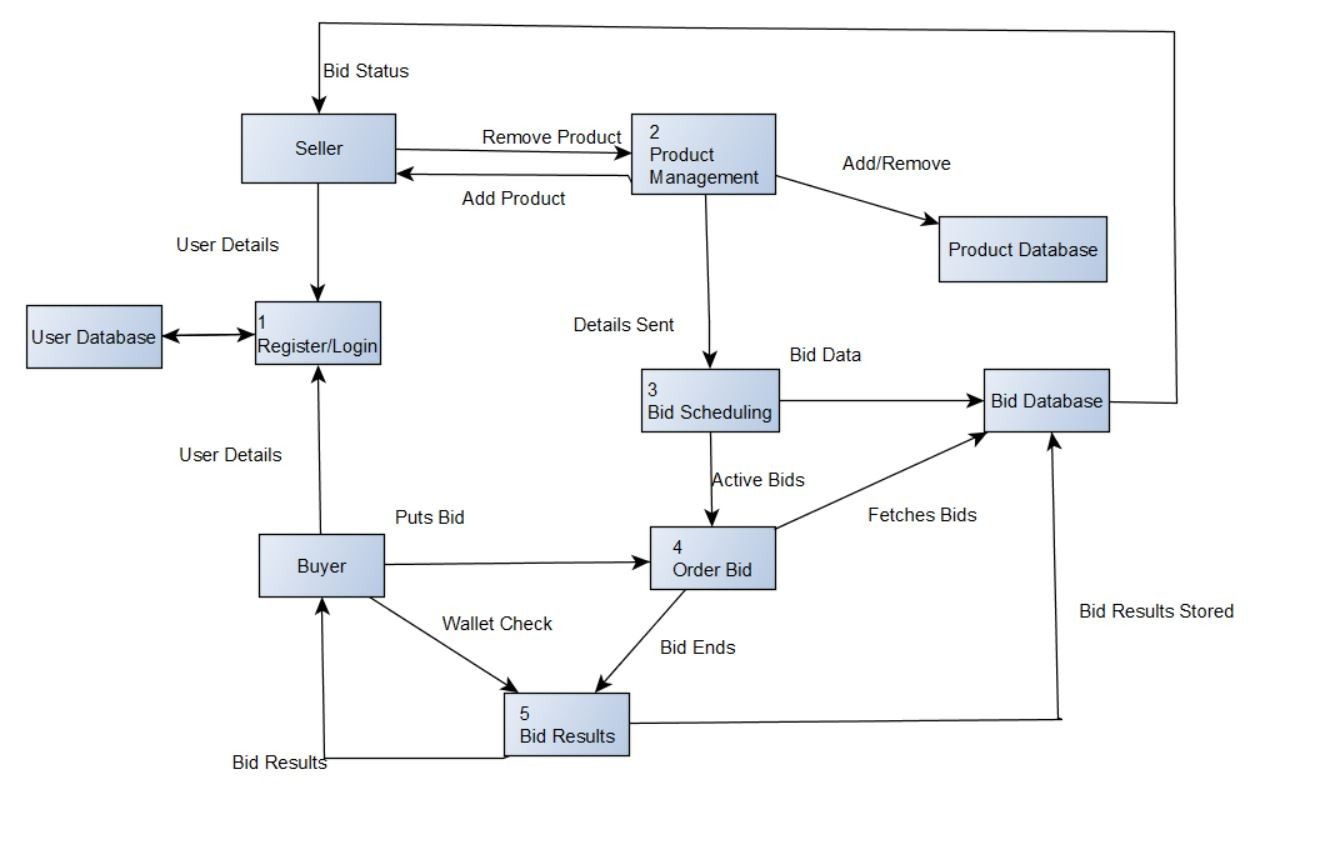 Bid Status
Seller
Remove Product
2
Product
Management
Add/Remove
Add Product
Product Database
User Details
User Database
1
Register/Login
Details Sent
Bid Data
3
Bid Scheduling
Bid Database
User Details
Active Bids
Puts Bid
Fetches Bids
Buyer
4
Order Bid
Wallet Check
Bid Ends
Bid Results Stored
5
Bid Results
Bid Results